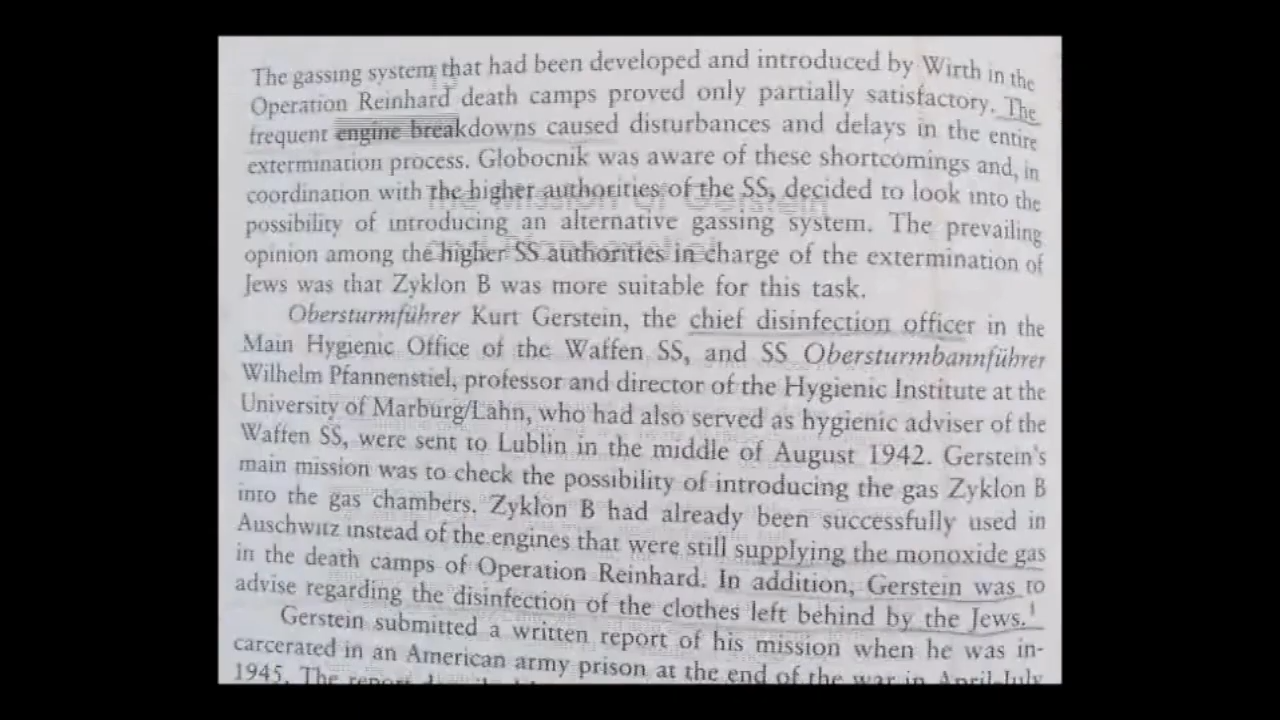 The gassing system that had been developed and introduced by Wirth in the
Operation Reinhard death camps proved only partially satisfactory. The
frequent engine breakdowns caused disturbances and delays in the entire
extermination process. Globocnik was aware of these shortcomings and, in
coordination with the higher authorities of the SS, decided to look into the
possibility of introducing an alternative gassing system. The prevailing
opinion among the higher SS authorities in charge of the extermination of
Jews was that Zyklon B was more suitable for this task.
Obersturmführer Kurt Gerstein, the chief disinfection officer in the
Main Hygienic Office of the Waffen SS, and SS Obersturmbannführer
Wilhelm Pfannenstiel, professor and director of the Hygienic Institute at the
University of Marburg/Lahn, who had also served as hygienic adviser of the
Waffen SS, were sent to Lublin in the middle of August 1942. Gerstein's
main mission was to check the possibility of introducing the gas Zyklon B
into the gas chambers. Zyklon B had already been successfully used in
Auschwitz instead of the engines that were still supplying the monoxide gas
in the death camps of Operation Reinhard. In addition, Gerstein was to
advise regarding the disinfection of the clothes left behind by the Jews.1
Gerstein submitted a written report of his mission when he was in-
carcerated in an American army prison at the end of the war in April-July
1945. The report